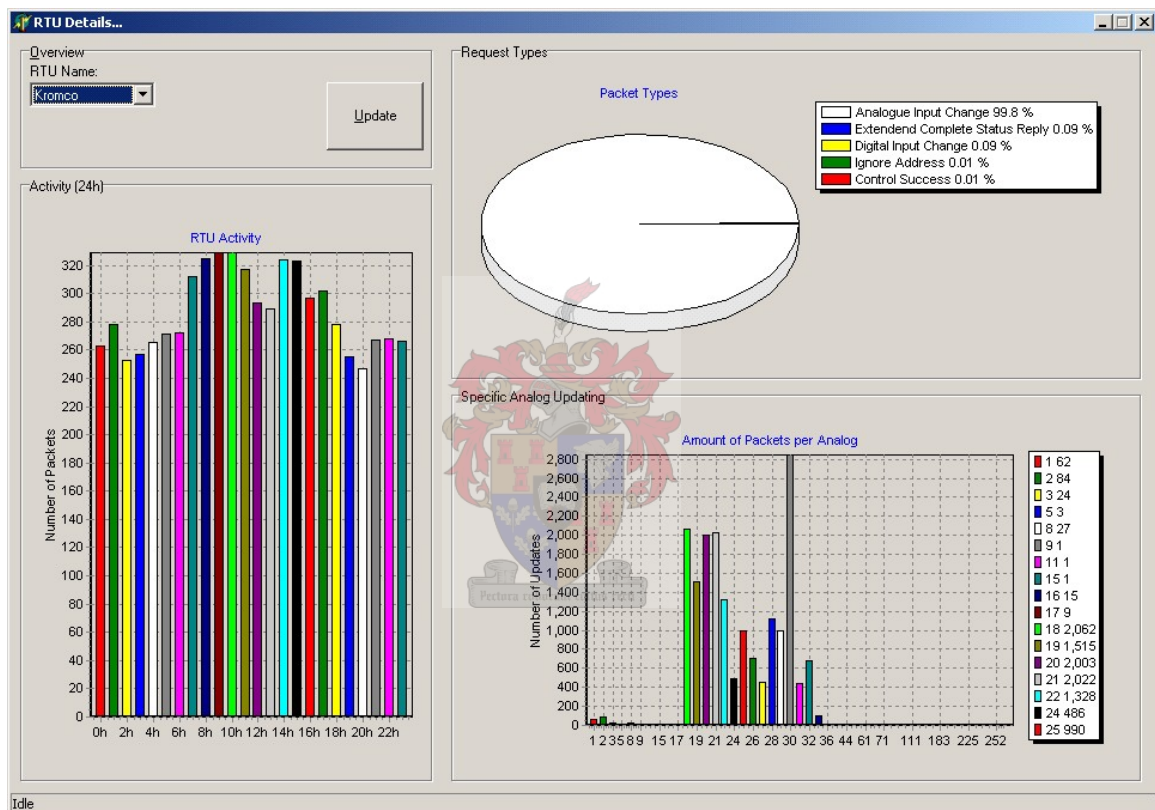 RTU Details...
Overview
RTU Name:
Kromco
Update
Activity (24h)
RTU Activity
Number of Packets
320
300
280
260
240
220
200
180
160
140
120
100
80
60
40
20
0
0h 2h 4h 6h 8h 10h 12h 14h 16h 18h 20h 22h
Request Types
Packet Types
Analogue Input Change 99.8 %
Extendend Complete Status Reply 0.09 %
Digital Input Change 0.09 %
Ignore Address 0.01 %
Control Success 0.01 %
Specific Analog Updating
Amount of Packets per Analog
Number of Updates
2,800
2,600
2,400
2,200
2,000
1,800
1,600
1,400
1,200
1,000
800
600
400
200
0
1 2 3 5 8 9 15 17 19 21 24 26 28 30 32 36 44 61 71 111 183 225 252
1 62
2 84
3 24
5 3
8 27
9 1
11 1
15 1
16 15
17 9
18 2,062
19 1,515
20 2,003
21 2,022
22 1,328
24 486
25 990
Pectora
Idle